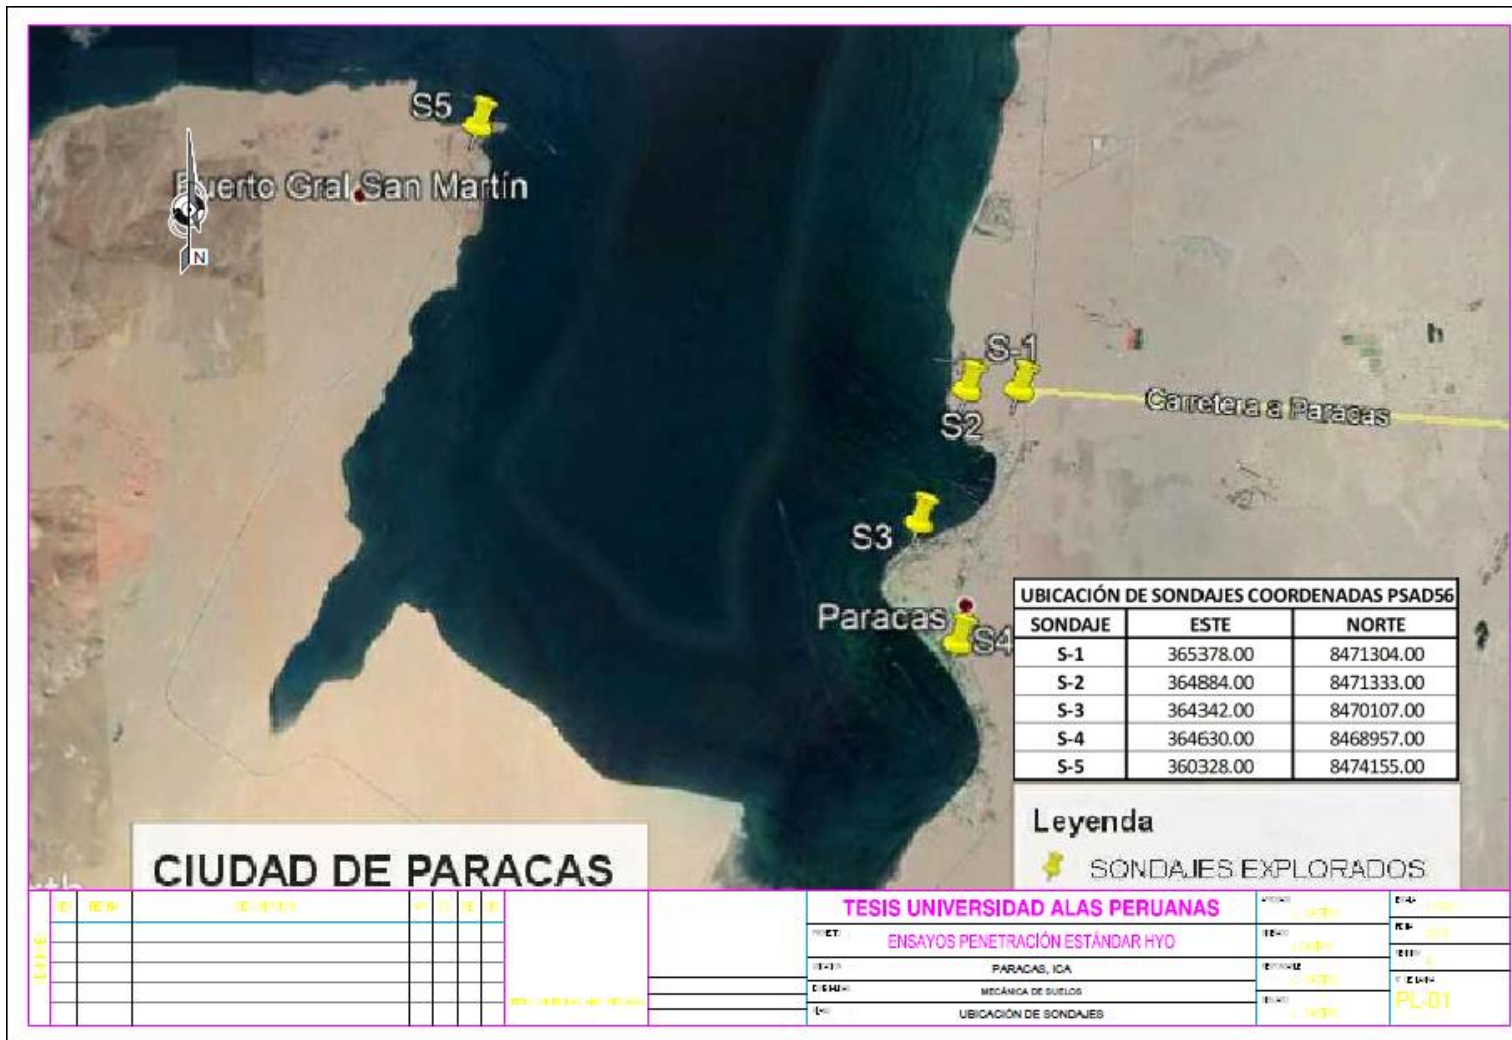 S5
Puerto Gral San Martín
N
S-1
S2
Carretera a Paracas
S3
Paracas
S4
UBICACIÓN DE SONDAJES COORDENADAS PSAD56
SONDAJE ESTE NORTE
S-1 365378.00 8471304.00
S-2 364884.00 8471333.00
S-3 364342.00 8470107.00
S-4 364630.00 8468957.00
S-5 360328.00 8474155.00
Leyenda
SONDAJES EXPLORADOS
CIUDAD DE PARACAS
TESIS UNIVERSIDAD ALAS PERUANAS
ENSAYOS PENETRACIÓN ESTÁNDAR HYO
PARACAS, ICA
MECÁNICA DE SUELOS
UBICACIÓN DE SONDAJES
PL-01